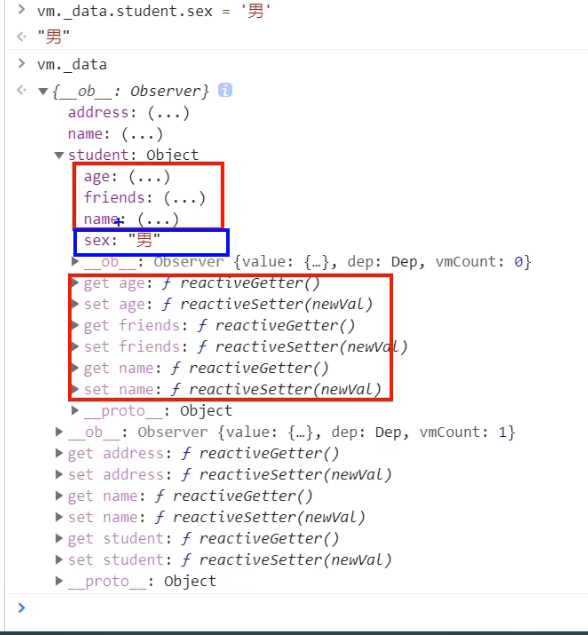 > vm._data.student.sex = '男'
<· "男"
> vm._data
<· ▼{__ob__: Observer} i
address: (...)
name: (...)
▼student: Object
age: (...)
friends: (...)
name: (...)
sex: "男"
▶__ob__: Observer {value: {…}, dep: Dep, vmCount: 0}
▶get age: ƒ reactiveGetter()
▶set age: ƒ reactiveSetter(newVal)
▶get friends: ƒ reactiveGetter()
▶set friends: ƒ reactiveSetter(newVal)
▶get name: ƒ reactiveGetter()
▶set name: ƒ reactiveSetter(newVal)
▶__proto__: Object
▶__ob__: Observer {value: {…}, dep: Dep, vmCount: 1}
▶get address: ƒ reactiveGetter()
▶set address: ƒ reactiveSetter(newVal)
▶get name: ƒ reactiveGetter()
▶set name: ƒ reactiveSetter(newVal)
▶get student: ƒ reactiveGetter()
▶set student: ƒ reactiveSetter(newVal)
▶__proto__: Object
>